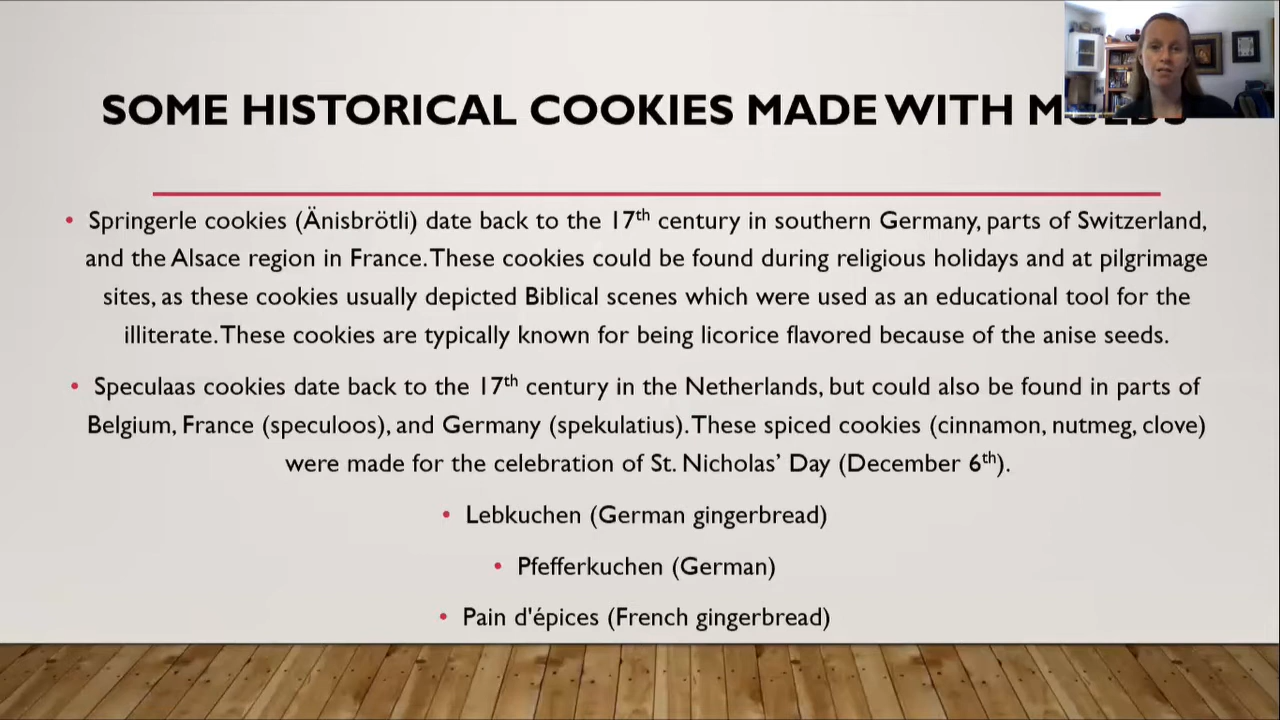 SOME HISTORICAL COOKIES MADE WITH
• Springerle cookies (Änisbrötli) date back to the 17th century in southern Germany, parts of Switzerland,
and the Alsace region in France. These cookies could be found during religious holidays and at pilgrimage
sites, as these cookies usually depicted Biblical scenes which were used as an educational tool for the
illiterate. These cookies are typically known for being licorice flavored because of the anise seeds.
• Speculaas cookies date back to the 17th century in the Netherlands, but could also be found in parts of
Belgium, France (speculoos), and Germany (spekulatius). These spiced cookies (cinnamon, nutmeg, clove)
were made for the celebration of St. Nicholas’ Day (December 6th).
• Lebkuchen (German gingerbread)
• Pfefferkuchen (German)
• Pain d'épices (French gingerbread)